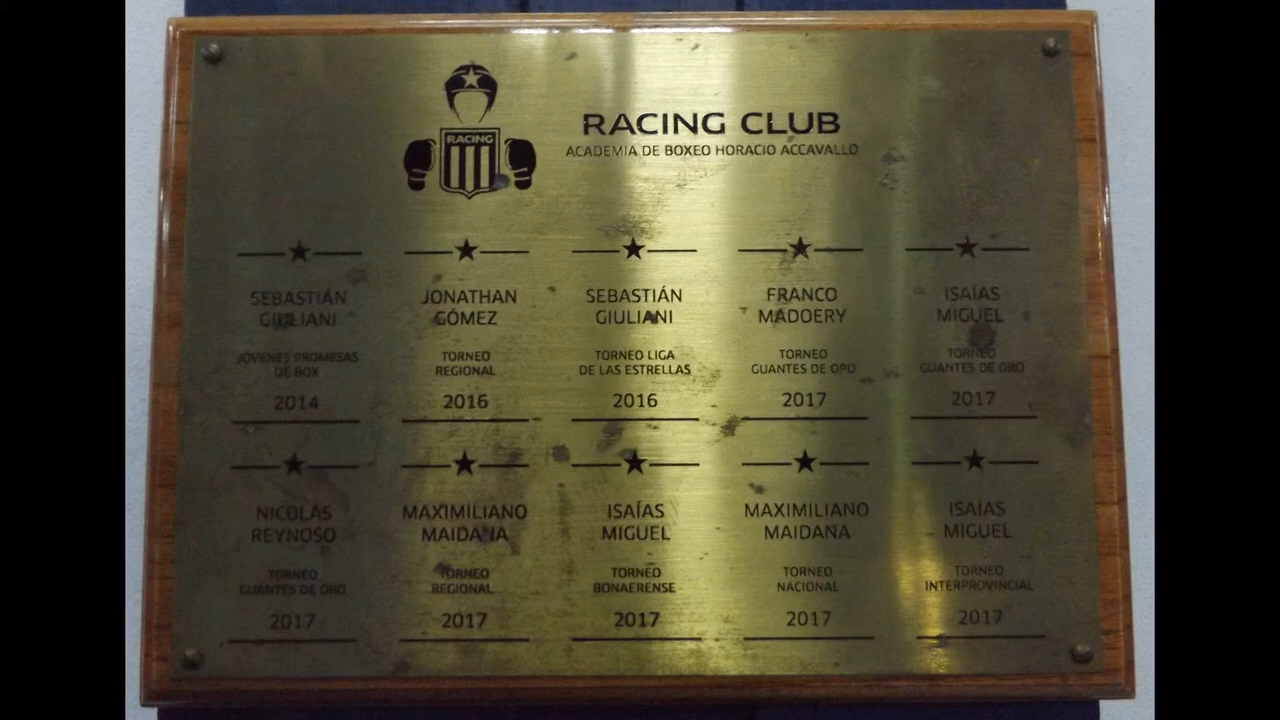 RACING
RACING CLUB
ACADEMIA DE BOXEO HORACIO ACCAVALLO
SEBASTIÁN
GIULIANI
JÓVENES PROMESAS
DE BOX
2014
JONATHAN
GÓMEZ
TORNEO
REGIONAL
2016
SEBASTIÁN
GIULIANI
TORNEO LIGA
DE LAS ESTRELLAS
2016
FRANCO
MADOERY
TORNEO
GUANTES DE ORO
2017
ISAÍAS
MIGUEL
TORNEO
GUANTES DE ORO
2017
NICOLÁS
REYNOSO
TORNEO
GUANTES DE ORO
2017
MAXIMILIANO
MAIDANA
TORNEO
REGIONAL
2017
ISAÍAS
MIGUEL
TORNEO
BONAERENSE
2017
MAXIMILIANO
MAIDANA
TORNEO
NACIONAL
2017
ISAÍAS
MIGUEL
TORNEO
INTERPROVINCIAL
2017